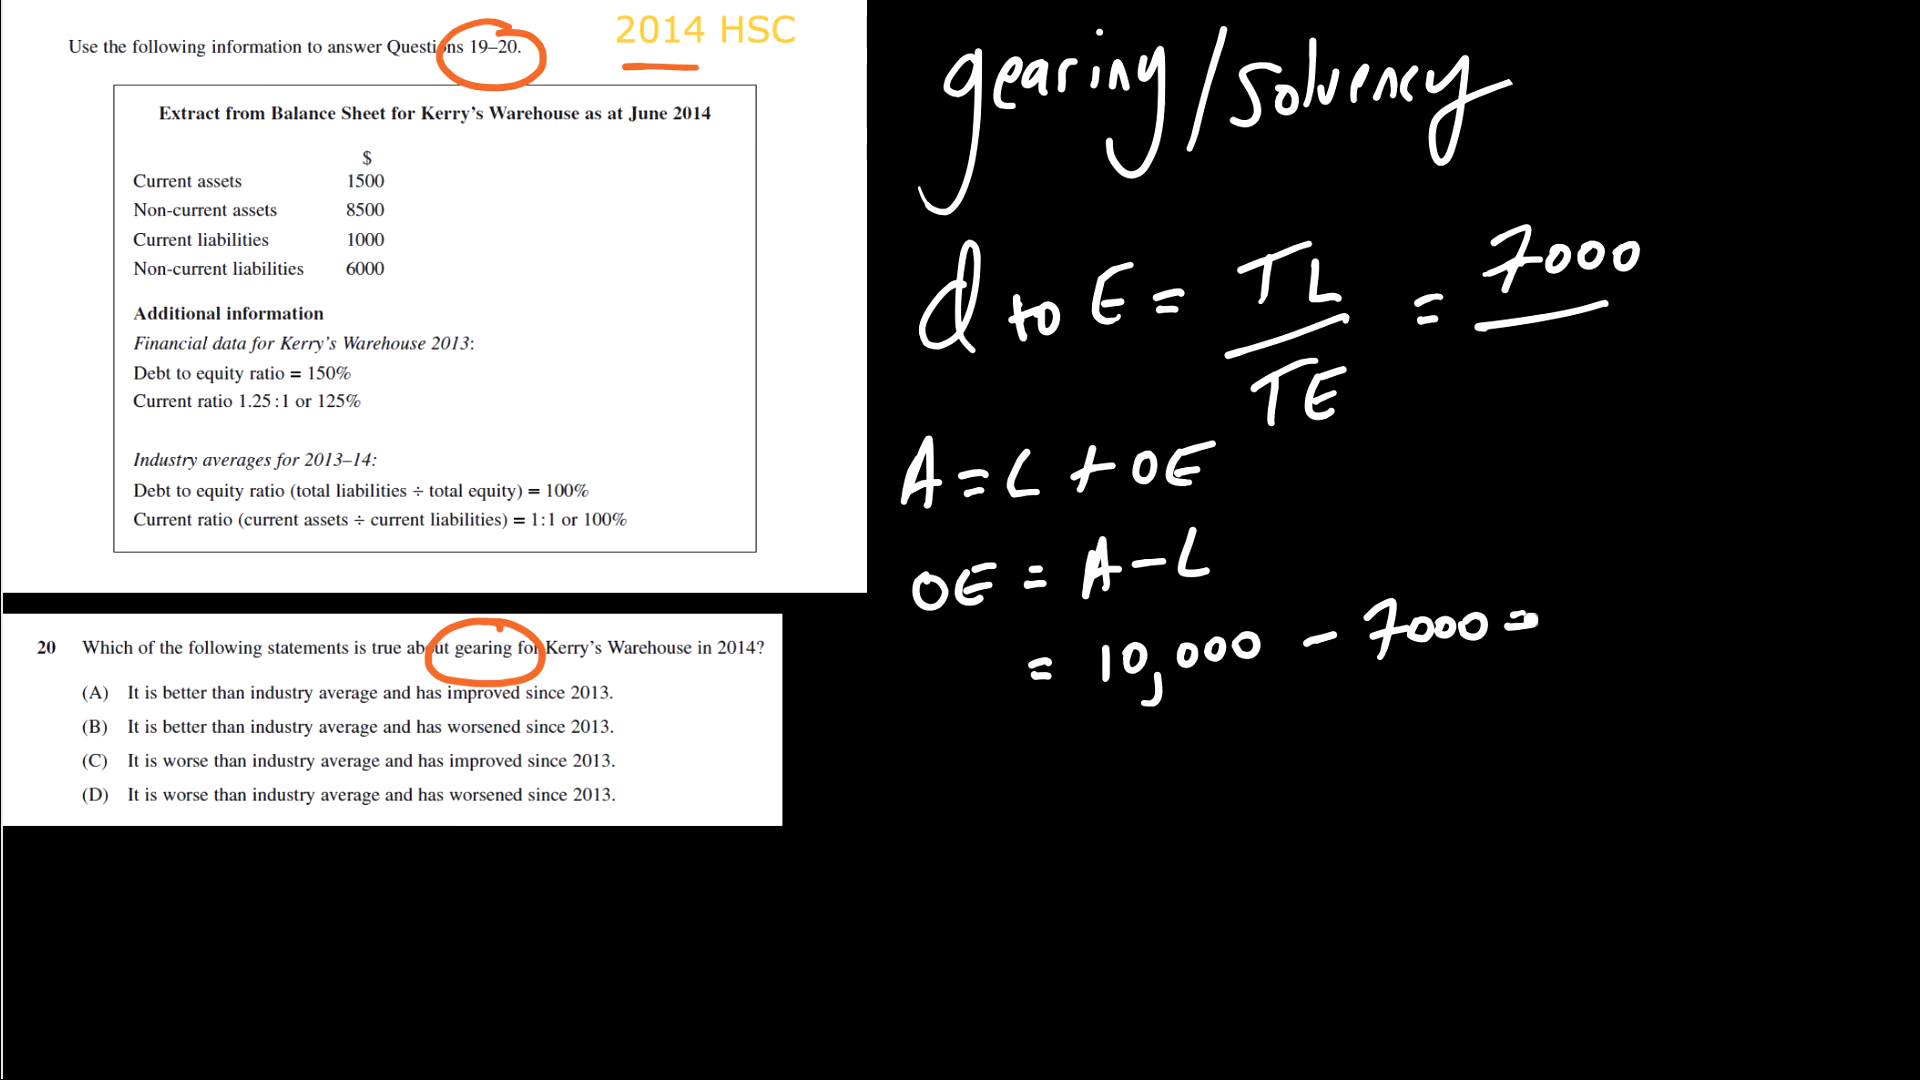 2014 HSC
Use the following information to answer Questions 19–20.
Extract from Balance Sheet for Kerry's Warehouse as at June 2014
$
Current assets 1500
Non-current assets 8500
Current liabilities 1000
Non-current liabilities 6000
Additional information
Financial data for Kerry's Warehouse 2013:
Debt to equity ratio = 150%
Current ratio 1.25 : 1 or 125%
Industry averages for 2013–14:
Debt to equity ratio (total liabilities ÷ total equity) = 100%
Current ratio (current assets ÷ current liabilities) = 1 : 1 or 100%
20 Which of the following statements is true about gearing for Kerry's Warehouse in 2014?
(A) It is better than industry average and has improved since 2013.
(B) It is better than industry average and has worsened since 2013.
(C) It is worse than industry average and has improved since 2013.
(D) It is worse than industry average and has worsened since 2013.
gearing/solvency
d to E = TL = 7000
TE
A = L + OE
OE = A - L
= 10,000 - 7000 =